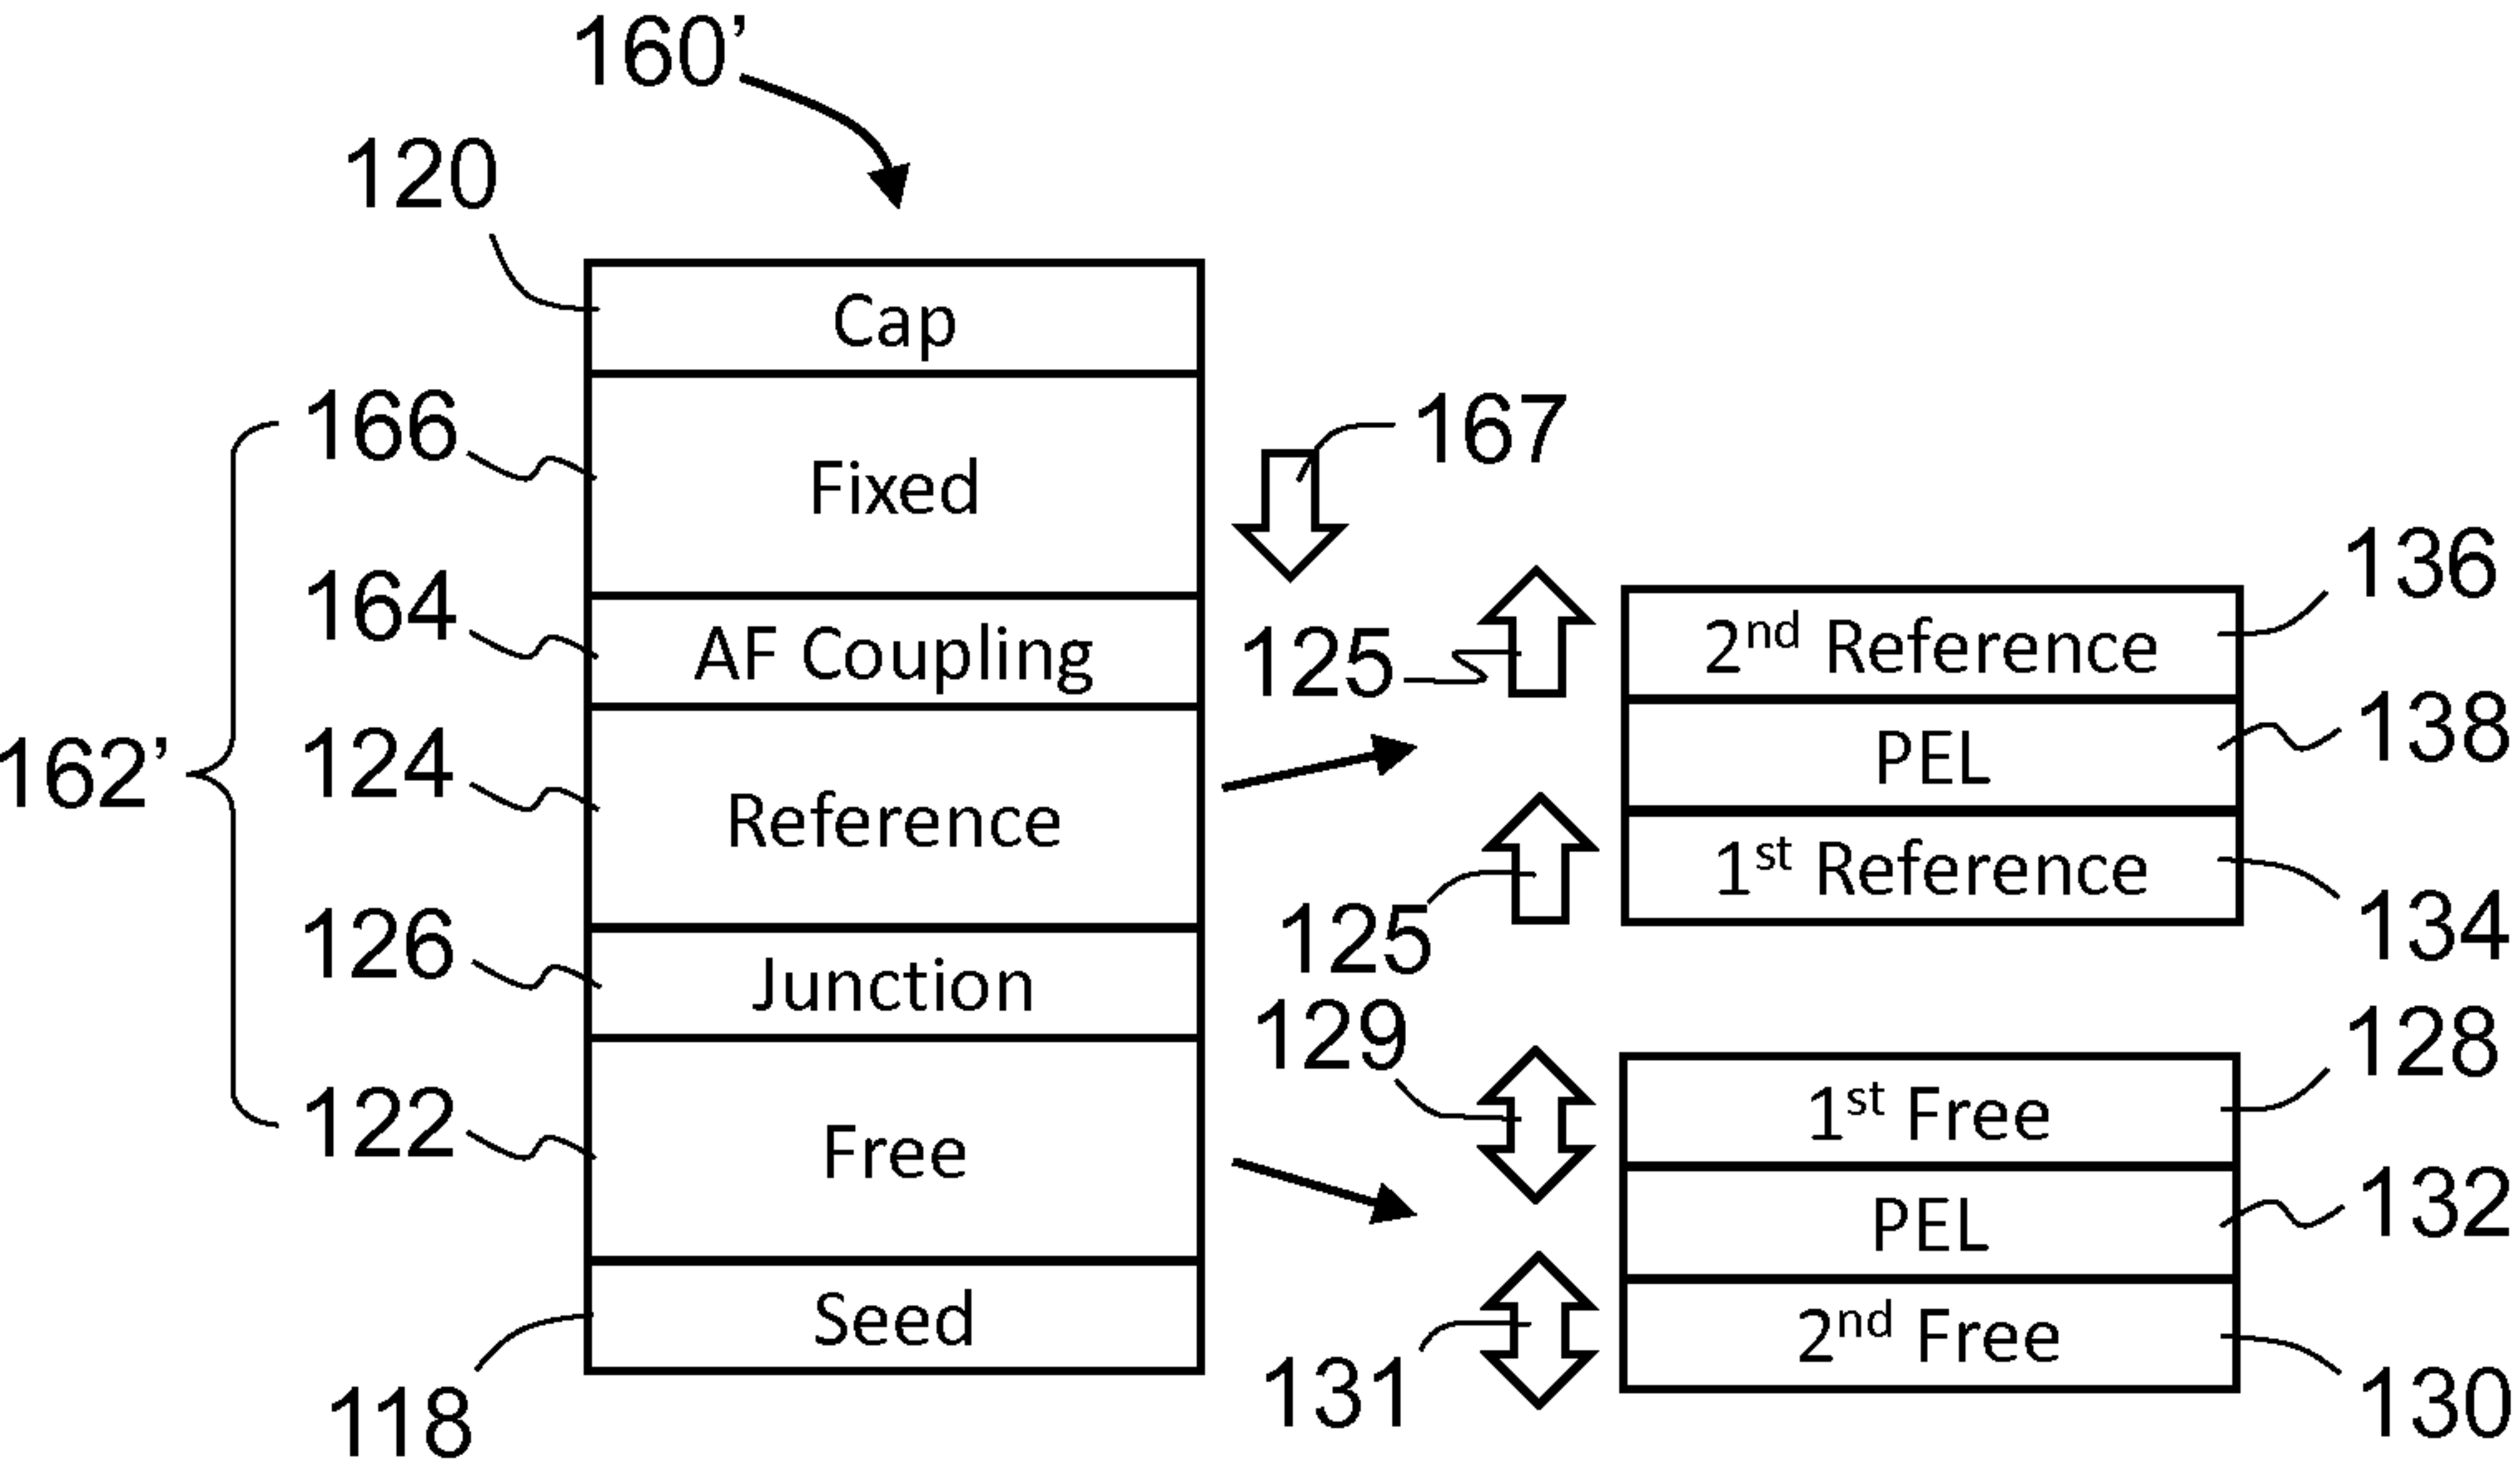 160’
120
Cap
166
Fixed
167
164
AF Coupling
125
2nd Reference
136
162’
124
Reference
PEL
138
125
1st Reference
134
126
Junction
129
1st Free
128
122
Free
PEL
132
118
Seed
131
2nd Free
130